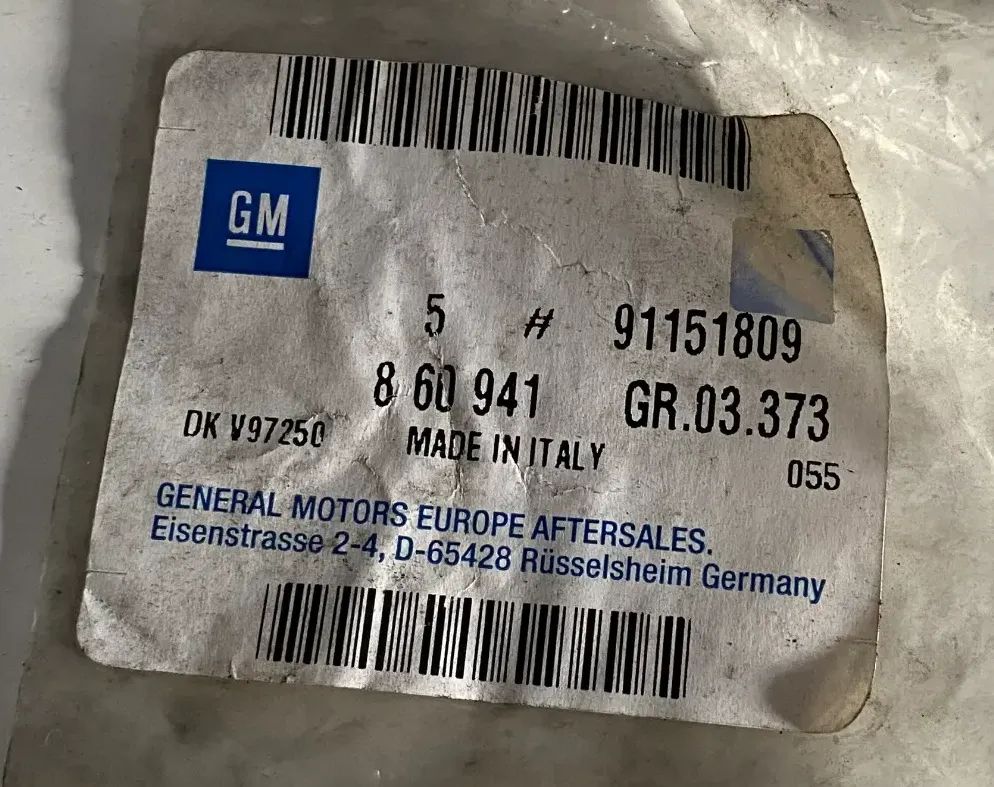 GM
5 # 91151809
8 60 941 GR.03.373
DK V97250 MADE IN ITALY 055
GENERAL MOTORS EUROPE AFTERSALES.
Eisenstrasse 2-4, D-65428 Rüsselsheim Germany